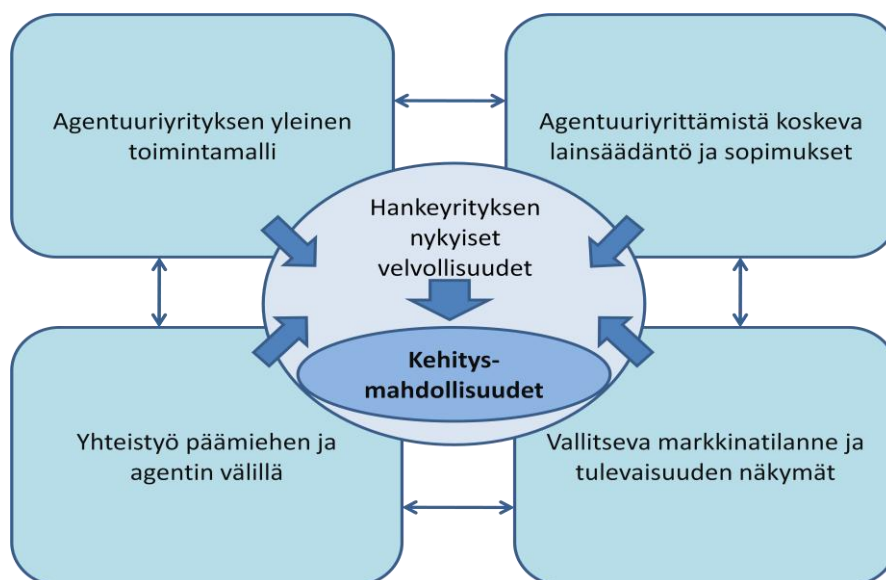 Agentuuriyrityksen yleinen
toimintamalli
Agentuuriyrittämistä koskeva
lainsäädäntö ja sopimukset
Hankeyrityksen
nykyiset
velvollisuudet
Kehitys-
mahdollisuudet
Yhteistyö päämiehen ja
agentin välillä
Vallitseva markkinatilanne ja
tulevaisuuden näkymät